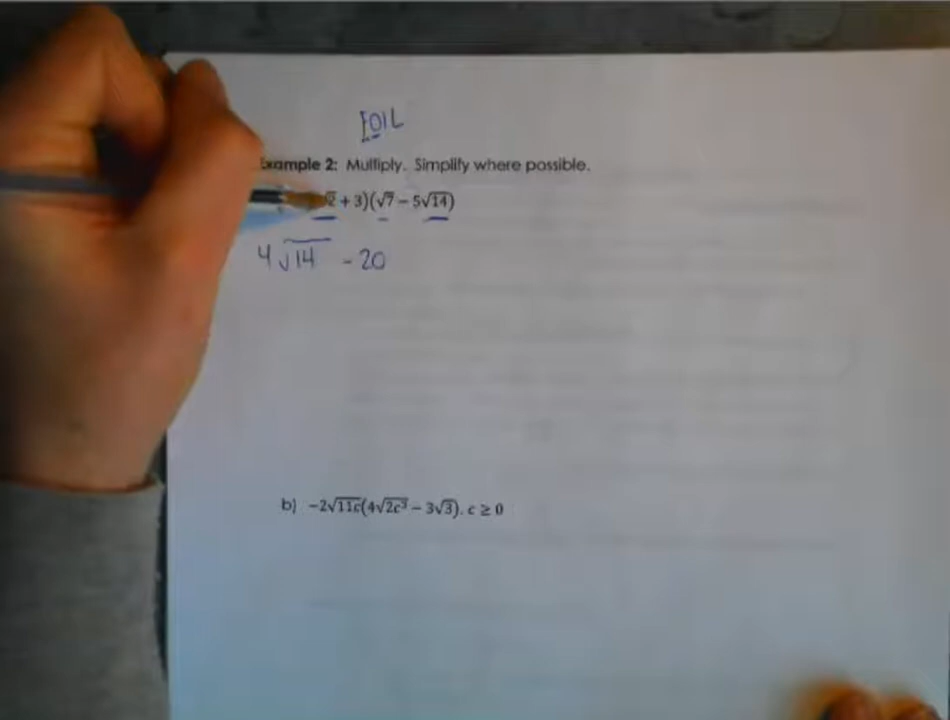 FOIL
Example 2: Multiply. Simplify where possible.
√2 + 3)(√7 − 5√14)
4√14 - 20
b) −2√11c(4√2c³ − 3√3), c ≥ 0